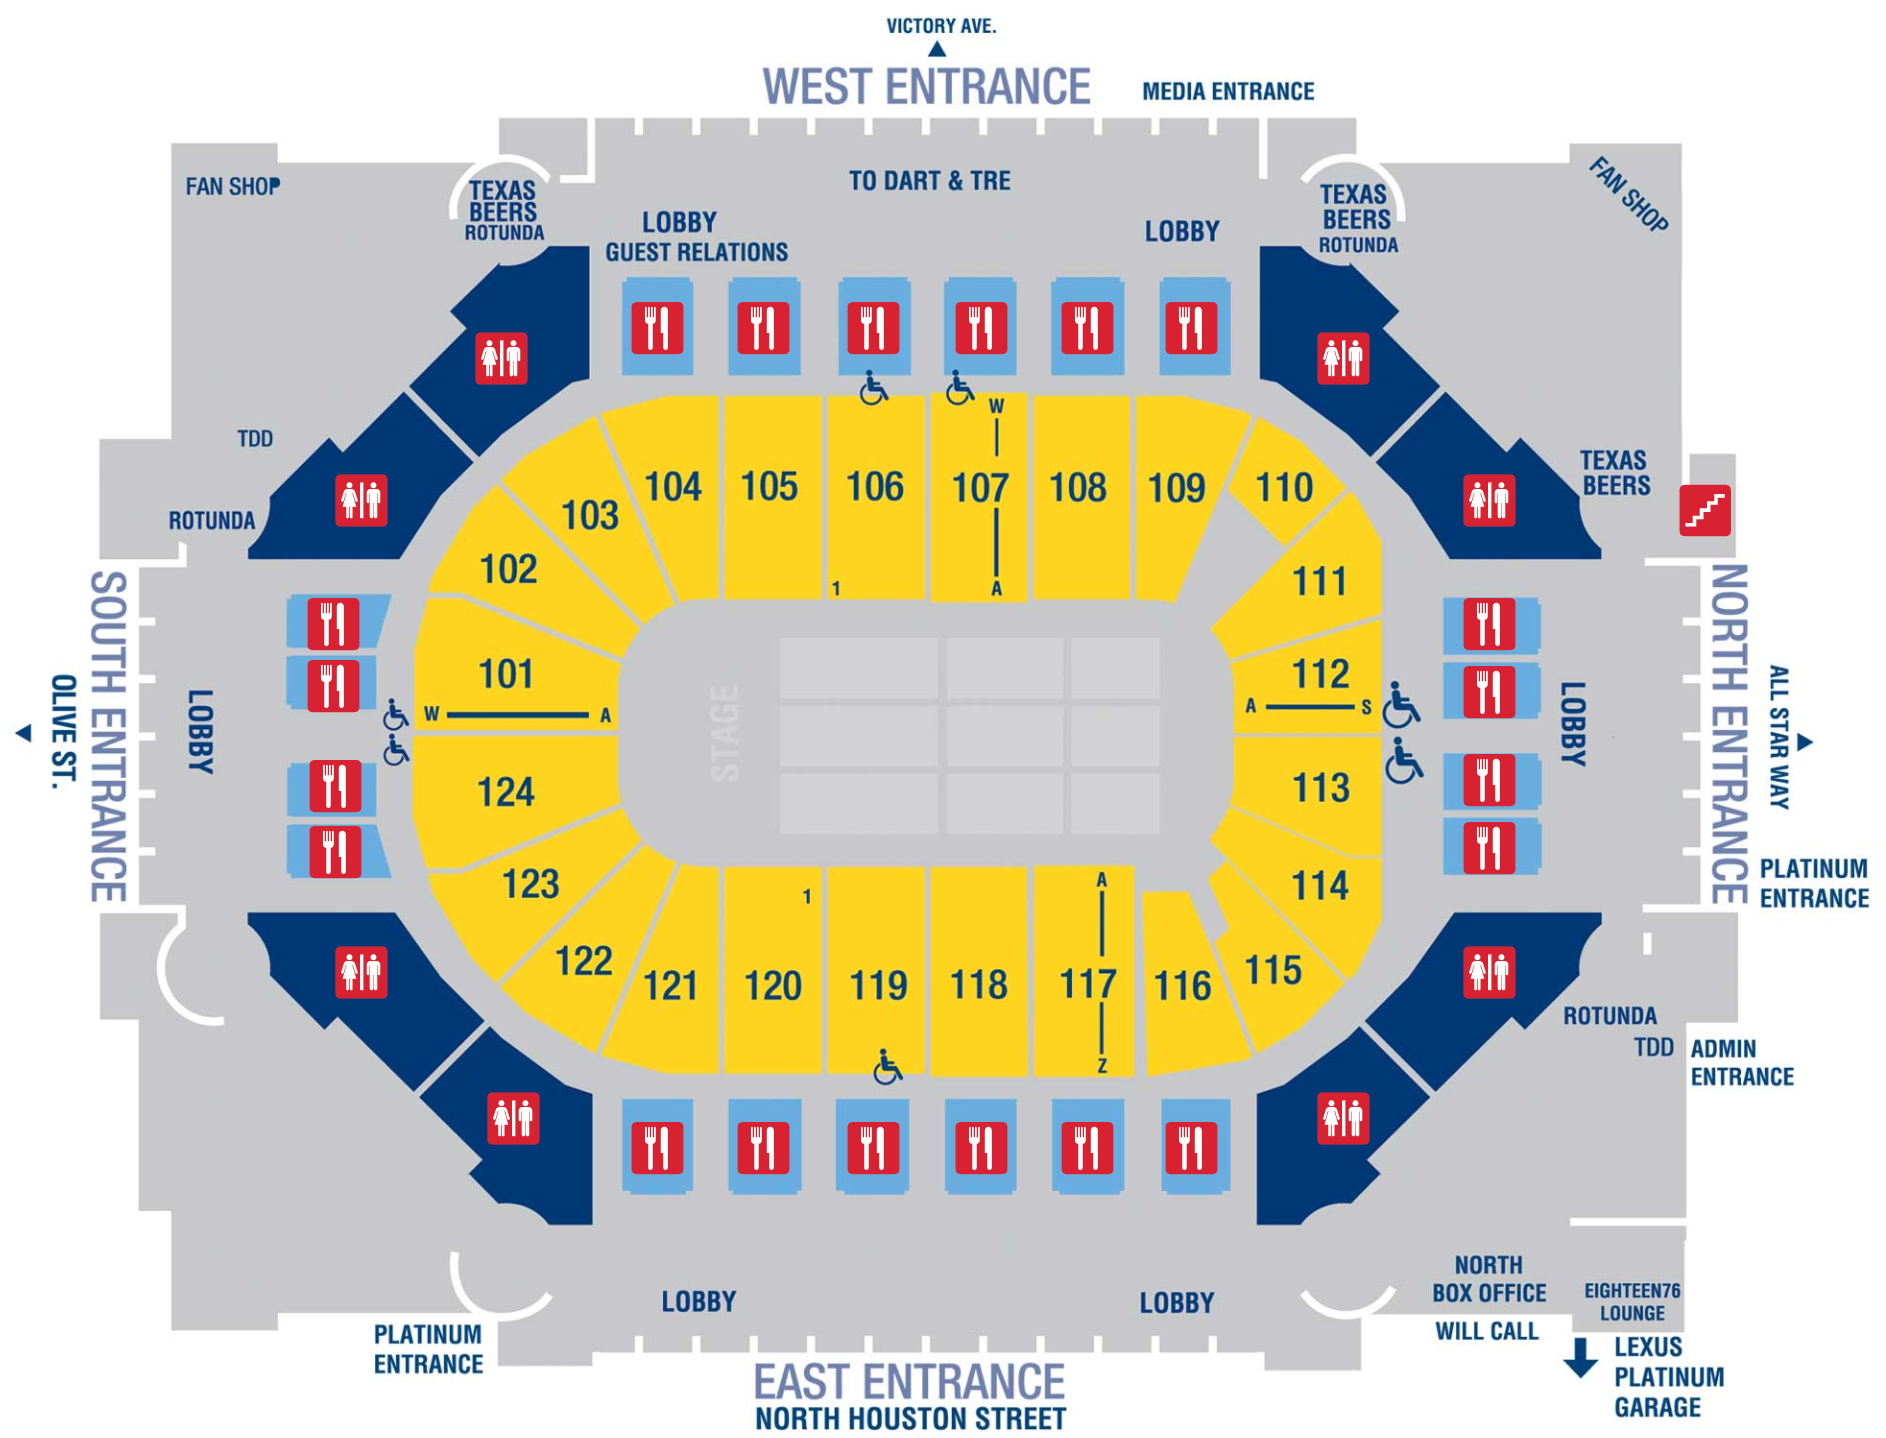 VICTORY AVE.
WEST ENTRANCE
MEDIA ENTRANCE
FAN SHOP
TEXAS
BEERS
ROTUNDA
TO DART & TRE
LOBBY
GUEST RELATIONS
LOBBY
TEXAS
BEERS
ROTUNDA
FAN SHOP
TDD
ROTUNDA
TEXAS
BEERS
104
105
106
1
W
107
A
108
109
110
103
102
111
101
W A
112
A S
STAGE
124
113
123
114
122
115
121
120
1
119
118
A
117
Z
116
SOUTH ENTRANCE
OLIVE ST.
LOBBY
LOBBY
NORTH ENTRANCE
ALL STAR WAY
PLATINUM
ENTRANCE
ROTUNDA
TDD
ADMIN
ENTRANCE
LOBBY
LOBBY
NORTH
BOX OFFICE
WILL CALL
EIGHTEEN76
LOUNGE
PLATINUM
ENTRANCE
LEXUS
PLATINUM
GARAGE
EAST ENTRANCE
NORTH HOUSTON STREET